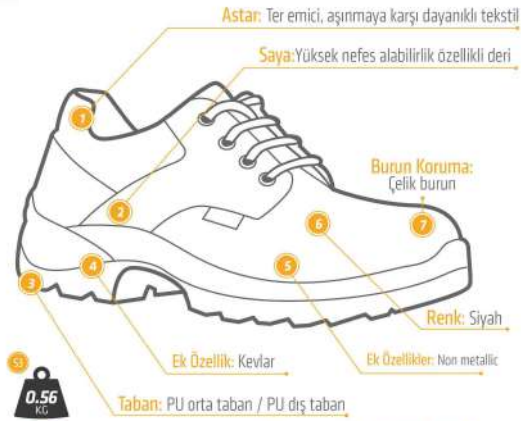 Astar: Ter emici, aşınmaya karşı dayanıklı tekstil
Saya:Yüksek nefes alabilirlik özellikli deri
1
Burun Koruma:
Çelik burun
2
6
7
4
5
3
Renk: Siyah
S3
Ek Özellik: Kevlar
Ek Özellikler: Non metallic
0.56
KG
Taban: PU orta taban / PU dış taban